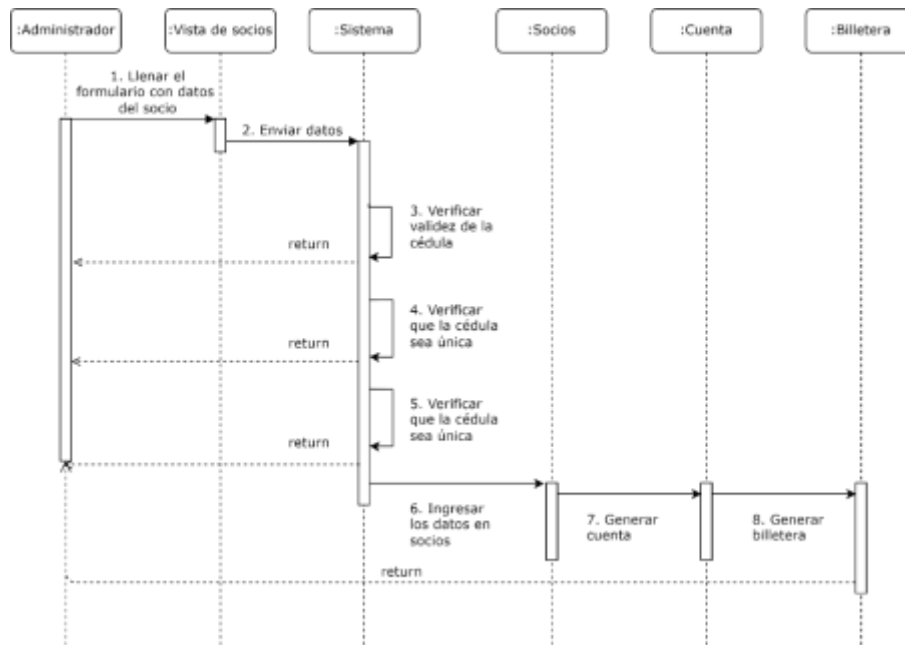 :Administrador
:Vista de socios
:Sistema
:Socios
:Cuenta
:Billetera
1. Llenar el
formulario con datos
del socio
2. Enviar datos
3. Verificar
validez de la
cédula
return
4. Verificar
que la cédula
sea única
return
5. Verificar
que la cédula
sea única
return
6. Ingresar
los datos en
socios
7. Generar
cuenta
8. Generar
billetera
return